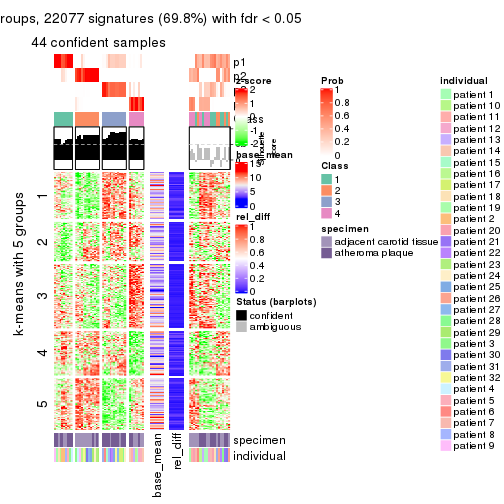 roups, 22077 signatures (69.8%) with fdr < 0.05
44 confident samples
p1
p2
z-score
2
1
0
-1
-2
base_mean
15
10
5
0
rel_diff
1
0.8
0.6
0.4
0.2
0
Status (barplots)
confident
ambiguous
k-means with 5 groups
1
2
3
4
5
specimen
individual
base_mean
rel_diff
Prob
1
0.8
0.6
0.4
0.2
0
Class
1
2
3
4
specimen
adjacent carotid tissue
atheroma plaque
individual
patient 1
patient 10
patient 11
patient 12
patient 13
patient 14
patient 15
patient 16
patient 17
patient 18
patient 19
patient 2
patient 20
patient 21
patient 22
patient 23
patient 24
patient 25
patient 26
patient 27
patient 28
patient 29
patient 3
patient 30
patient 31
patient 32
patient 4
patient 5
patient 6
patient 7
patient 8
patient 9